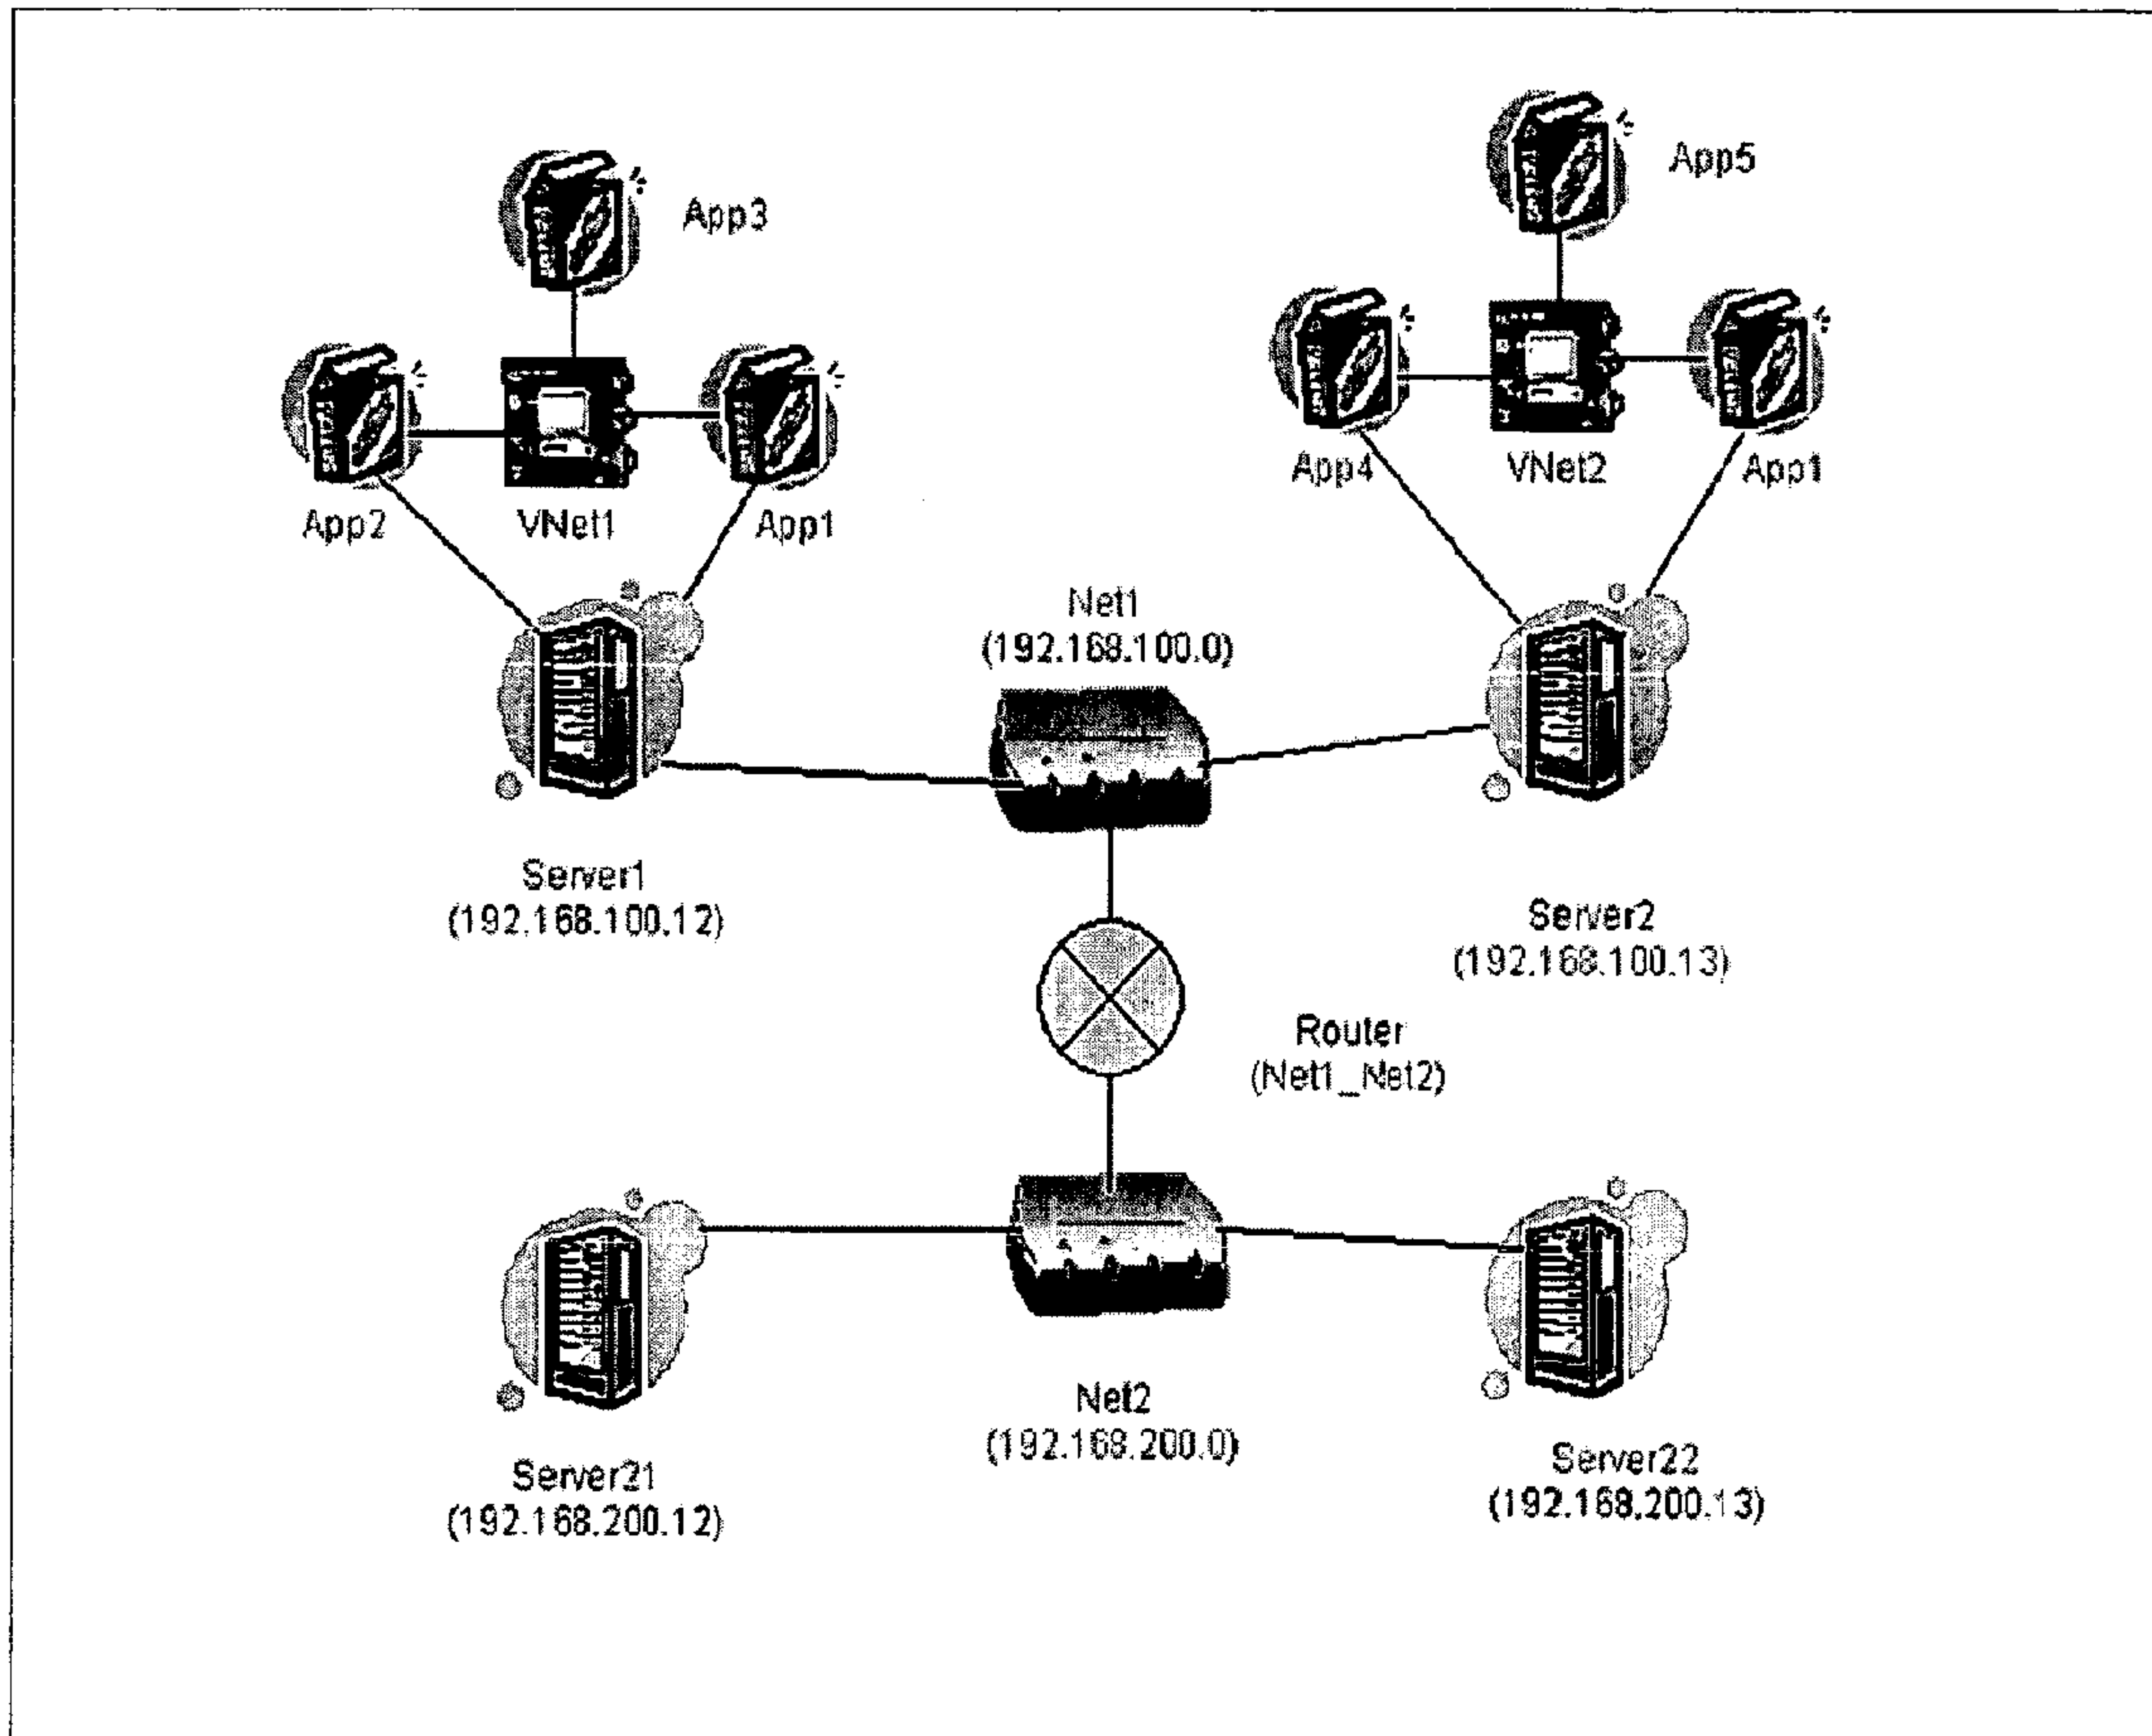 App5
App3
App4
VNet2
App1
App2
VNet1
App1
Net1
(192.168.100.0)
Server1
(192.168.100.12)
Server2
(192.168.100.13)
Router
(Net1_Net2)
Net2
(192.168.200.0)
Server21
(192.168.200.12)
Server22
(192.168.200.13)